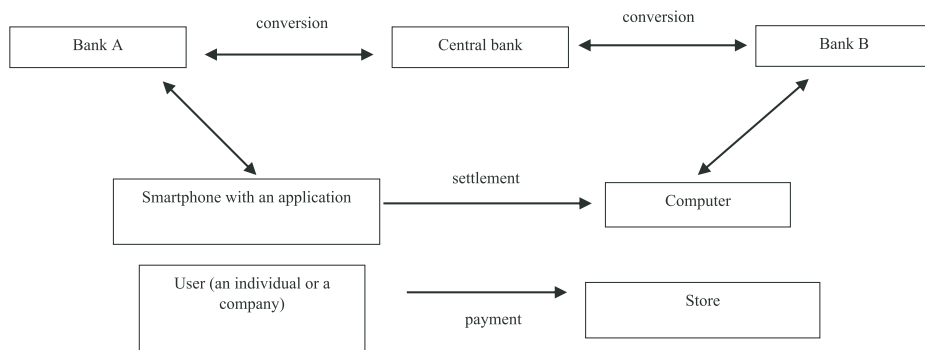 conversion
conversion
Bank A
Central bank
Bank B
Smartphone with an application
settlement
Computer
User (an individual or a
company)
payment
Store